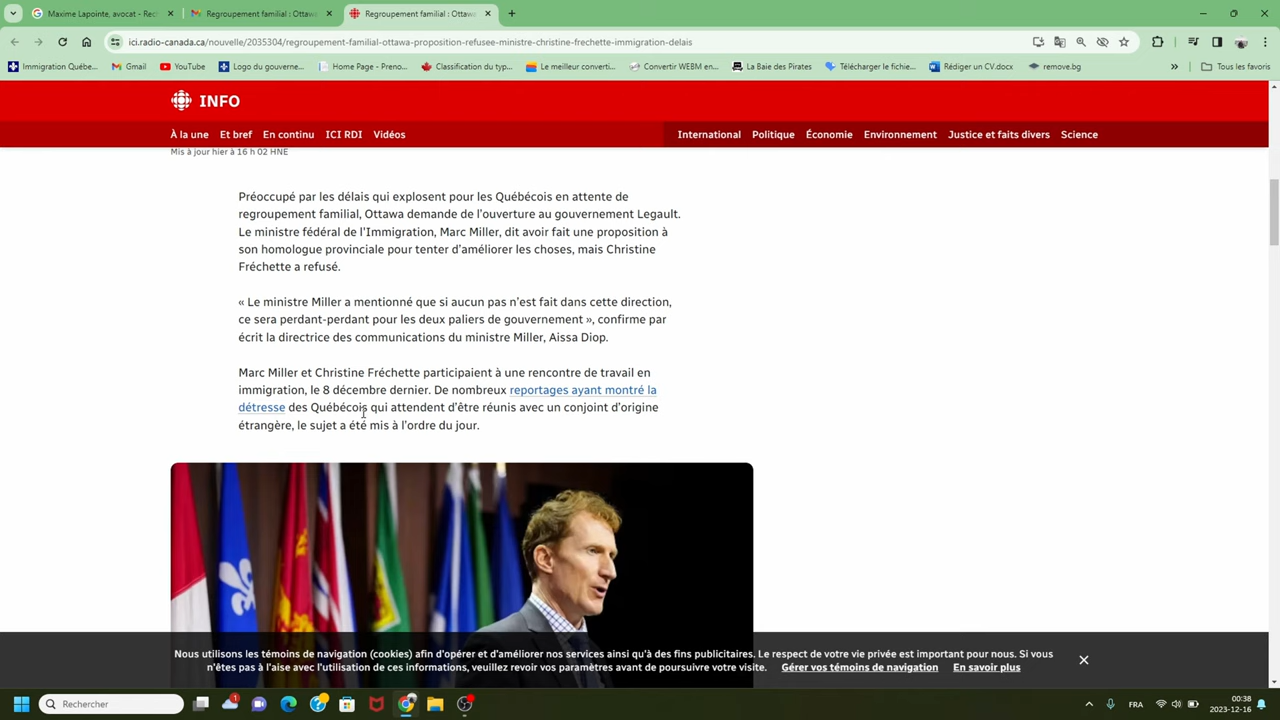 Maxime Lapointe, avocat - Rec
Regroupement familial : Ottaw
Regroupement familial : Ottaw
ici.radio-canada.ca/nouvelle/2035304/regroupement-familial-ottawa-proposition-refusee-ministre-christine-frechette-immigration-delais
Immigration Québe...
Gmail
YouTube
Logo du gouverne...
Home Page - Preno...
Classification du typ...
Le meilleur converti...
Convertir WEBM en...
La Baie des Pirates
Télécharger le fichie...
Rédiger un CV.docx
remove.bg
»
Tous les favoris
INFO
À la une Et bref En continu ICI RDI Vidéos
International Politique Économie Environnement Justice et faits divers Science
Mis à jour hier à 16 h 02 HNE
Préoccupé par les délais qui explosent pour les Québécois en attente de
regroupement familial, Ottawa demande de l'ouverture au gouvernement Legault.
Le ministre fédéral de l'Immigration, Marc Miller, dit avoir fait une proposition à
son homologue provinciale pour tenter d'améliorer les choses, mais Christine
Fréchette a refusé.
« Le ministre Miller a mentionné que si aucun pas n'est fait dans cette direction,
ce sera perdant-perdant pour les deux paliers de gouvernement », confirme par
écrit la directrice des communications du ministre Miller, Aissa Diop.
Marc Miller et Christine Fréchette participaient à une rencontre de travail en
immigration, le 8 décembre dernier. De nombreux reportages ayant montré la
détresse des Québécois qui attendent d'être réunis avec un conjoint d'origine
étrangère, le sujet a été mis à l'ordre du jour.
Nous utilisons les témoins de navigation (cookies) afin d'opérer et d'améliorer nos services ainsi qu'à des fins publicitaires. Le respect de votre vie privée est important pour nous. Si vous
n'êtes pas à l'aise avec l'utilisation de ces informations, veuillez revoir vos paramètres avant de poursuivre votre visite. Gérer vos témoins de navigation En savoir plus
Rechercher
1
FRA
00:38
2023-12-16